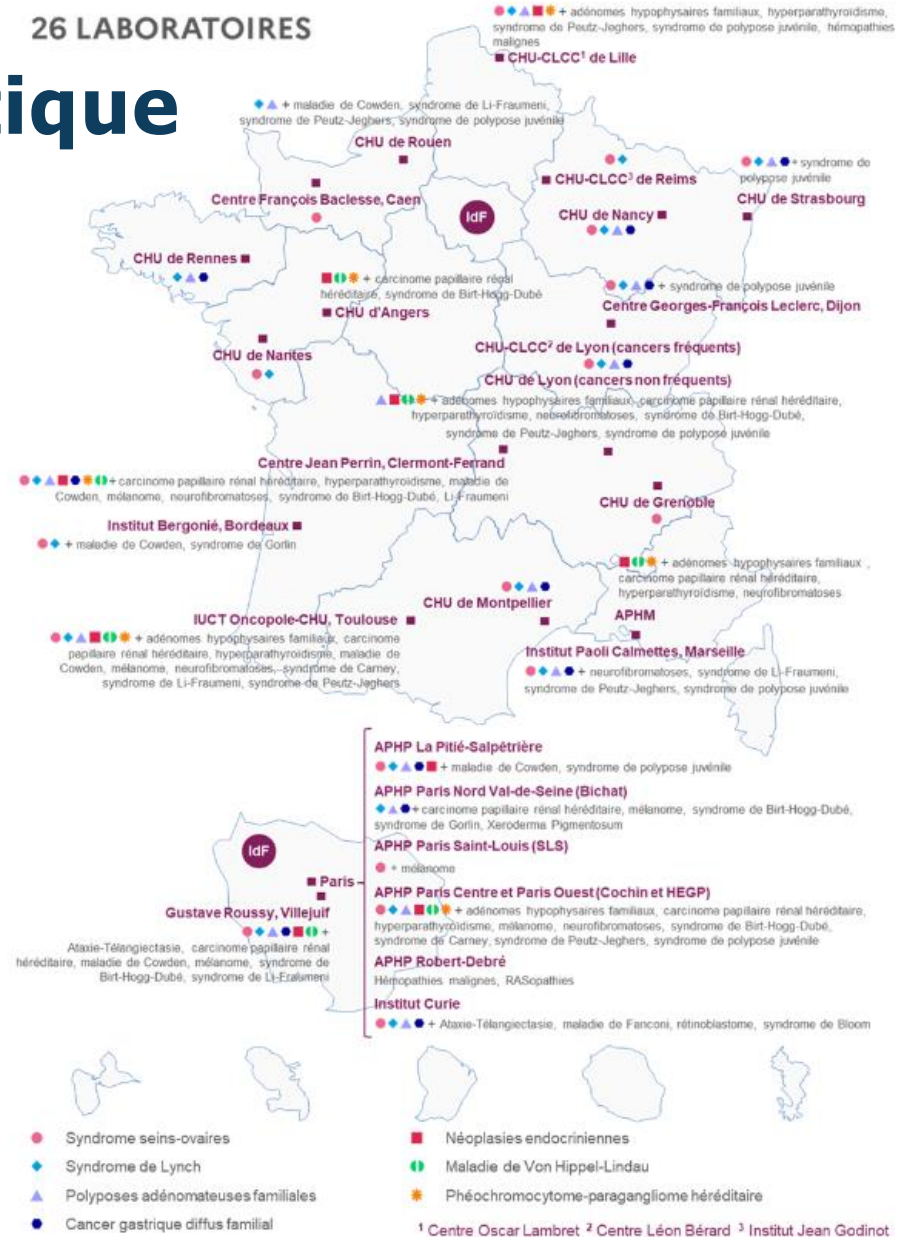 26 LABORATOIRES
tique
+ adénomes hypophysaires familiaux, hyperparathyroïdisme,
syndrome de Peutz-Jeghers, syndrome de polypose juvénile, hémopathies
malignes
CHU-CLCC¹ de Lille
+ maladie de Cowden, syndrome de Li-Fraumeni,
syndrome de Peutz-Jeghers, syndrome de polypose juvénile
CHU de Rouen
Centre François Baclesse, Caen
IdF
CHU-CLCC³ de Reims
CHU de Nancy
+ syndrome de
polypose juvénile
CHU de Strasbourg
CHU de Rennes
+ carcinome papillaire rénal
héréditaire, syndrome de Birt-Hogg-Dubé
CHU d'Angers
+ syndrome de polypose juvénile
Centre Georges-François Leclerc, Dijon
CHU de Nantes
CHU-CLCC² de Lyon (cancers fréquents)
CHU de Lyon (cancers non fréquents)
+ adénomes hypophysaires familiaux, carcinome papillaire rénal héréditaire,
hyperparathyroïdisme, neurofibromatoses, syndrome de Birt-Hogg-Dubé,
syndrome de Peutz-Jeghers, syndrome de polypose juvénile
Centre Jean Perrin, Clermont-Ferrand
+ carcinome papillaire rénal héréditaire, hyperparathyroïdisme, maladie de
Cowden, mélanome, neurofibromatoses, syndrome de Birt-Hogg-Dubé, Li-Fraumeni
CHU de Grenoble
Institut Bergonié, Bordeaux
+ maladie de Cowden, syndrome de Gorlin
+ adénomes hypophysaires familiaux ,
carcinome papillaire rénal héréditaire,
hyperparathyroïdisme, neurofibromatoses
APHM
CHU de Montpellier
IUCT Oncopole-CHU, Toulouse
+ adénomes hypophysaires familiaux, carcinome
papillaire rénal héréditaire, hyperparathyroïdisme, maladie de
Cowden, mélanome, neurofibromatoses, syndrome de Carney,
syndrome de Li-Fraumeni, syndrome de Peutz-Jeghers
Institut Paoli Calmettes, Marseille
+ neurofibromatoses, syndrome de Li-Fraumeni,
syndrome de Peutz-Jeghers, syndrome de polypose juvénile
IdF
Paris
Gustave Roussy, Villejuif
+
Ataxie-Télangiectasie, carcinome papillaire rénal
héréditaire, maladie de Cowden, mélanome, syndrome de
Birt-Hogg-Dubé, syndrome de Li-Fraumeni
APHP La Pitié-Salpétrière
+ maladie de Cowden, syndrome de polypose juvénile
APHP Paris Nord Val-de-Seine (Bichat)
+ carcinome papillaire rénal héréditaire, mélanome, syndrome de Birt-Hogg-Dubé,
syndrome de Gorlin, Xeroderma Pigmentosum
APHP Paris Saint-Louis (SLS)
+ mélanome
APHP Paris Centre et Paris Ouest (Cochin et HEGP)
+ adénomes hypophysaires familiaux, carcinome papillaire rénal héréditaire,
hyperparathyroïdisme, mélanome, neurofibromatoses, syndrome de Birt-Hogg-Dubé,
syndrome de Carney, syndrome de Peutz-Jeghers, syndrome de polypose juvénile
APHP Robert-Debré
Hémopathies malignes, RASopathies
Institut Curie
+ Ataxie-Télangiectasie, maladie de Fanconi, rétinoblastome, syndrome de Bloom
Syndrome seins-ovaires
Syndrome de Lynch
Polyposes adénomateuses familiales
Cancer gastrique diffus familial
Néoplasies endocriniennes
Maladie de Von Hippel-Lindau
Phéochromocytome-paragangliome héréditaire
¹ Centre Oscar Lambret ² Centre Léon Bérard ³ Institut Jean Godinot